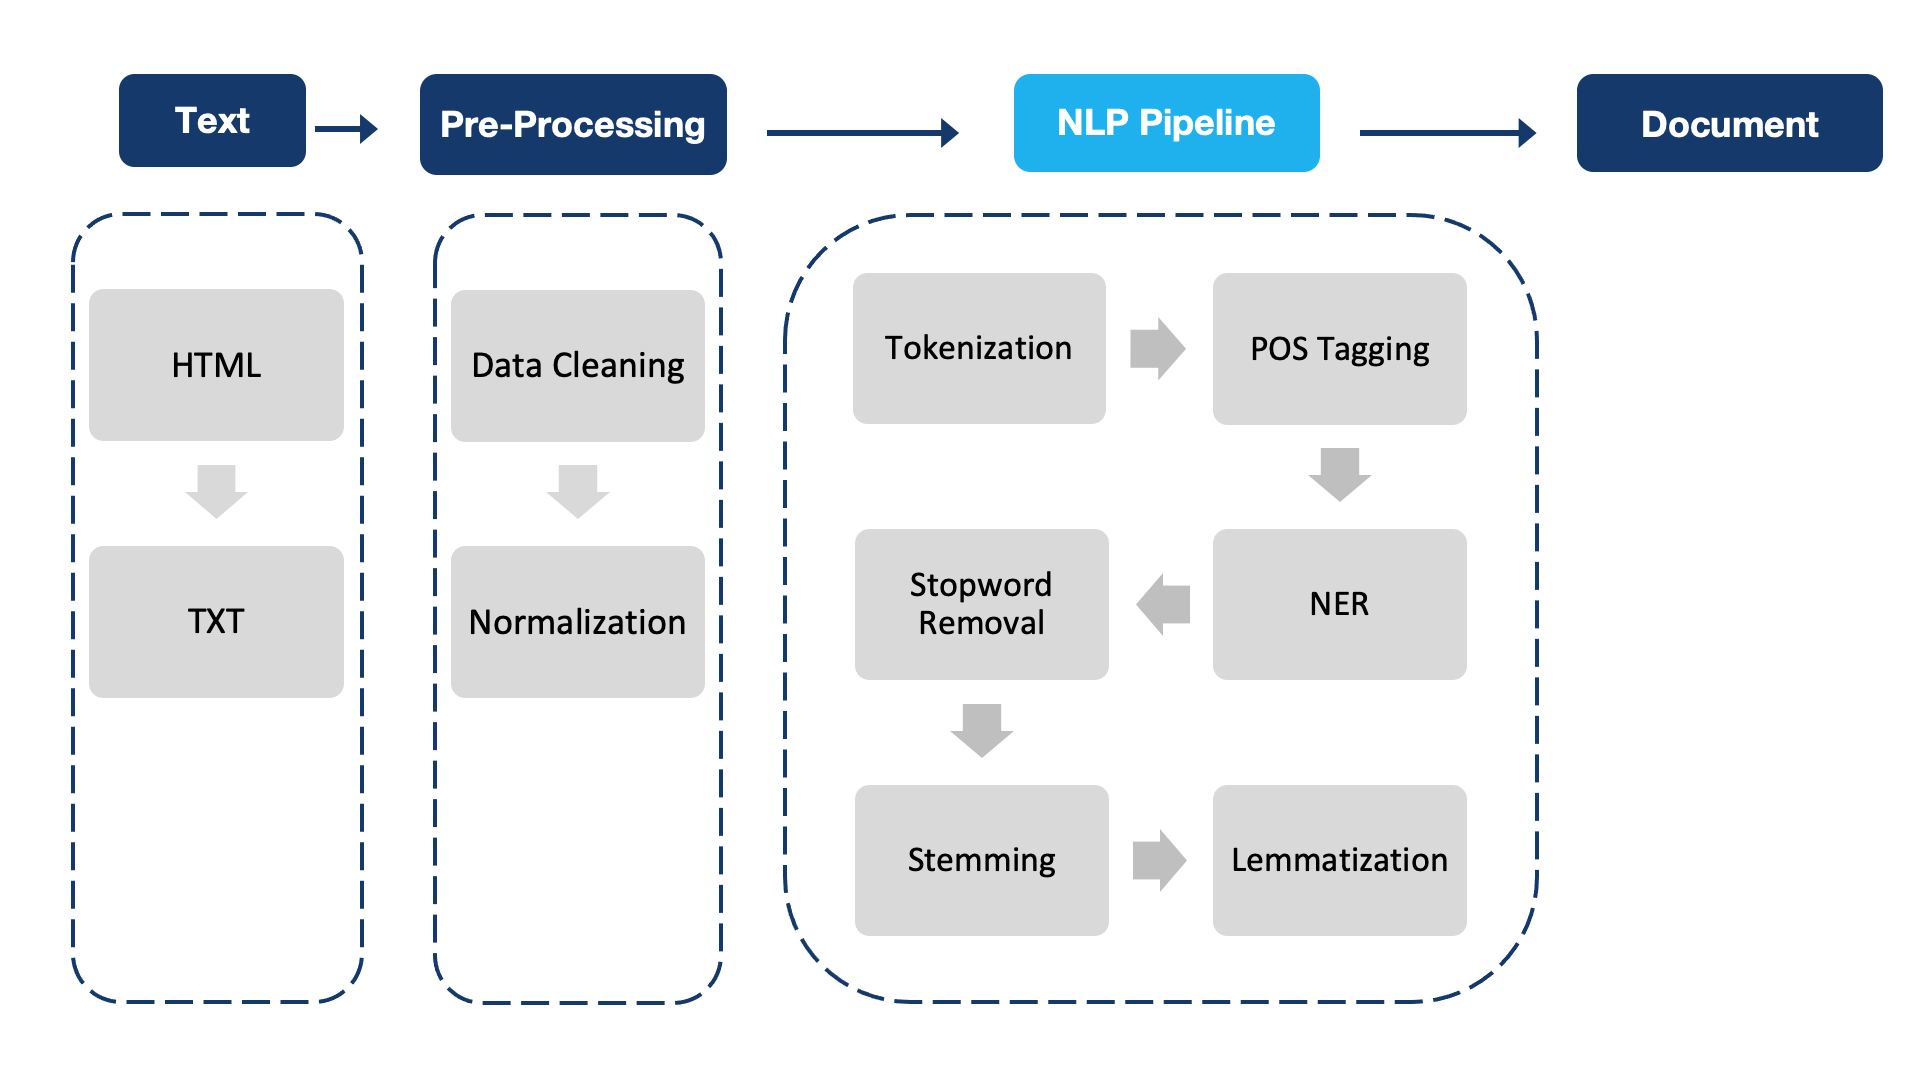 Text
Pre-Processing
NLP Pipeline
Document
HTML
TXT
Data Cleaning
Normalization
Tokenization
POS Tagging
NER
Stopword
Removal
Stemming
Lemmatization